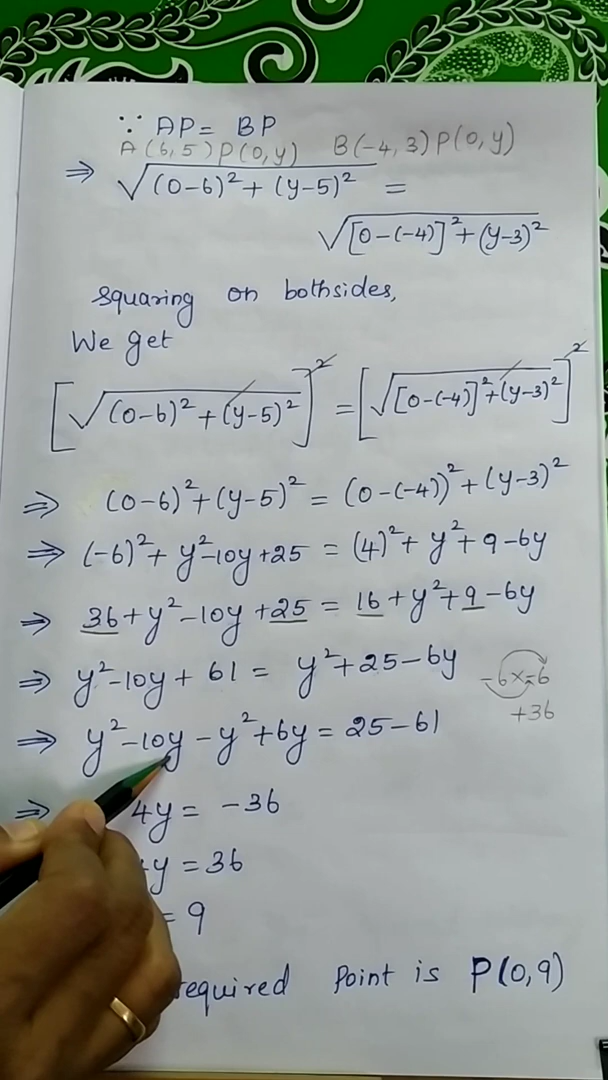 ∵ AP = BP
A(6,5) P(0,y) B(-4,3) P(0,y)
⇒ √(0-6)²+(y-5)² =
√[0-(-4)]²+(y-3)²
squaring on bothsides,
We get
[√(0-6)²+(y-5)²]² = [√[0-(-4)]²+(y-3)²]²
⇒ (0-6)²+(y-5)² = (0-(-4))²+(y-3)²
⇒ (-6)²+y²-10y+25 = (4)²+y²+9-6y
⇒ 36+y²-10y+25 = 16+y²+9-6y
⇒ y²-10y+61 = y²+25-6y
-6×-6
+36
⇒ y²-10y-y²+6y = 25-61
⇒ 4y = -36
y = 36
= 9
required Point is P(0,9)